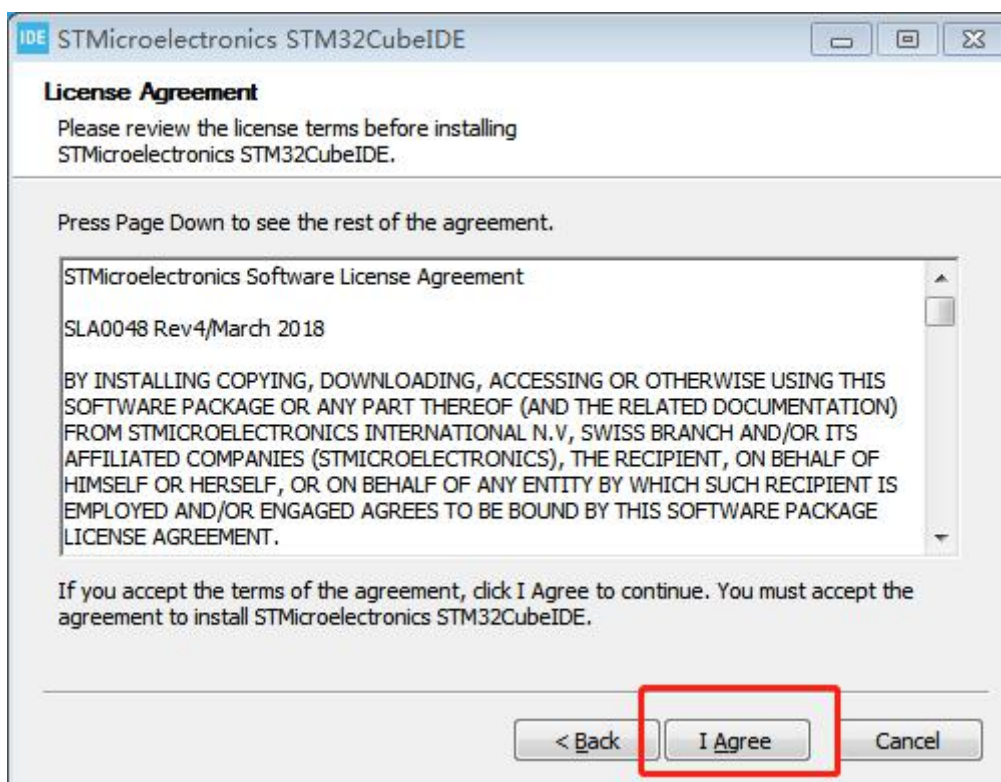 IDE STMicroelectronics STM32CubeIDE
License Agreement
Please review the license terms before installing
STMicroelectronics STM32CubeIDE.
Press Page Down to see the rest of the agreement.
STMicroelectronics Software License Agreement
SLA0048 Rev4/March 2018
BY INSTALLING COPYING, DOWNLOADING, ACCESSING OR OTHERWISE USING THIS
SOFTWARE PACKAGE OR ANY PART THEREOF (AND THE RELATED DOCUMENTATION)
FROM STMICROELECTRONICS INTERNATIONAL N.V, SWISS BRANCH AND/OR ITS
AFFILIATED COMPANIES (STMICROELECTRONICS), THE RECIPIENT, ON BEHALF OF
HIMSELF OR HERSELF, OR ON BEHALF OF ANY ENTITY BY WHICH SUCH RECIPIENT IS
EMPLOYED AND/OR ENGAGED AGREES TO BE BOUND BY THIS SOFTWARE PACKAGE
LICENSE AGREEMENT.
If you accept the terms of the agreement, click I Agree to continue. You must accept the
agreement to install STMicroelectronics STM32CubeIDE.
< Back I Agree Cancel